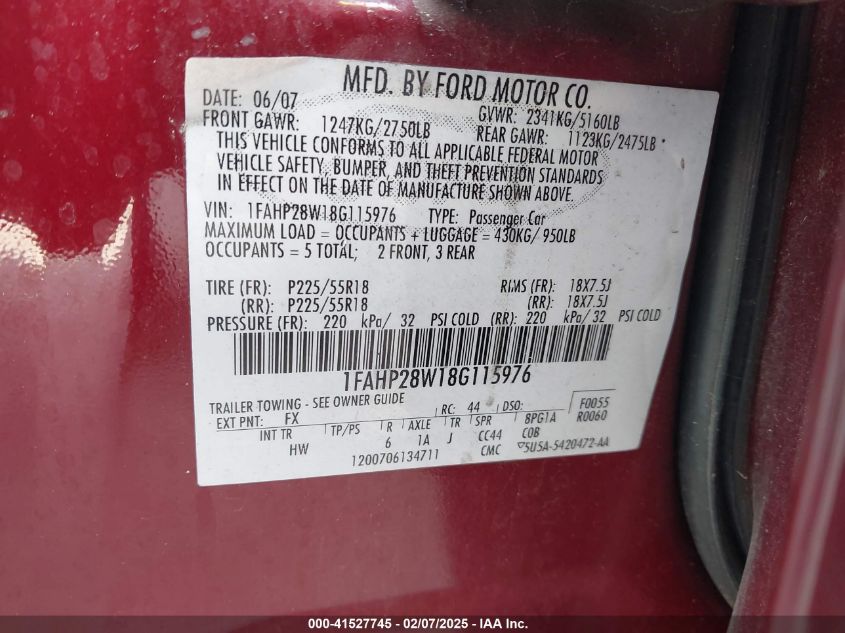 MFD. BY FORD MOTOR CO.
DATE: 06/07 GVWR: 2341KG/5160LB
FRONT GAWR: 1247KG/2750LB REAR GAWR: 1123KG/2475LB
THIS VEHICLE CONFORMS TO ALL APPLICABLE FEDERAL MOTOR
VEHICLE SAFETY, BUMPER, AND THEFT PREVENTION STANDARDS
IN EFFECT ON THE DATE OF MANUFACTURE SHOWN ABOVE.
VIN: 1FAHP28W18G115976 TYPE: Passenger Car
MAXIMUM LOAD = OCCUPANTS + LUGGAGE = 430KG/ 950LB
OCCUPANTS = 5 TOTAL; 2 FRONT, 3 REAR
TIRE (FR): P225/55R18 RIMS (FR): 18X7.5J
(RR): P225/55R18 (RR): 18X7.5J
PRESSURE (FR): 220 kPa/ 32 PSI COLD (RR): 220 kPa/ 32 PSI COLD
1FAHP28W18G115976
TRAILER TOWING - SEE OWNER GUIDE
EXT PNT: FX RC: 44 DSO: F0055
INT TR TP/PS R AXLE TR SPR 8PG1A R0060
HW 6 1A J CC44 COB
1200706134711 CMC 5U5A-5420472-AA
000-41527745 - 02/07/2025 - IAA Inc.